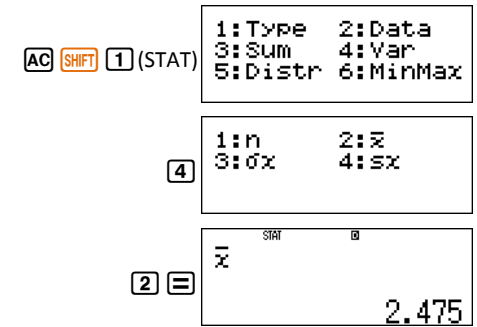 AC SHIFT 1 (STAT)
1:Type 2:Data
3:Sum 4:Var
5:Distr 6:MinMax
4
1:n 2:x̅
3:σx 4:sx
2 =
STAT D
x̅
2.475